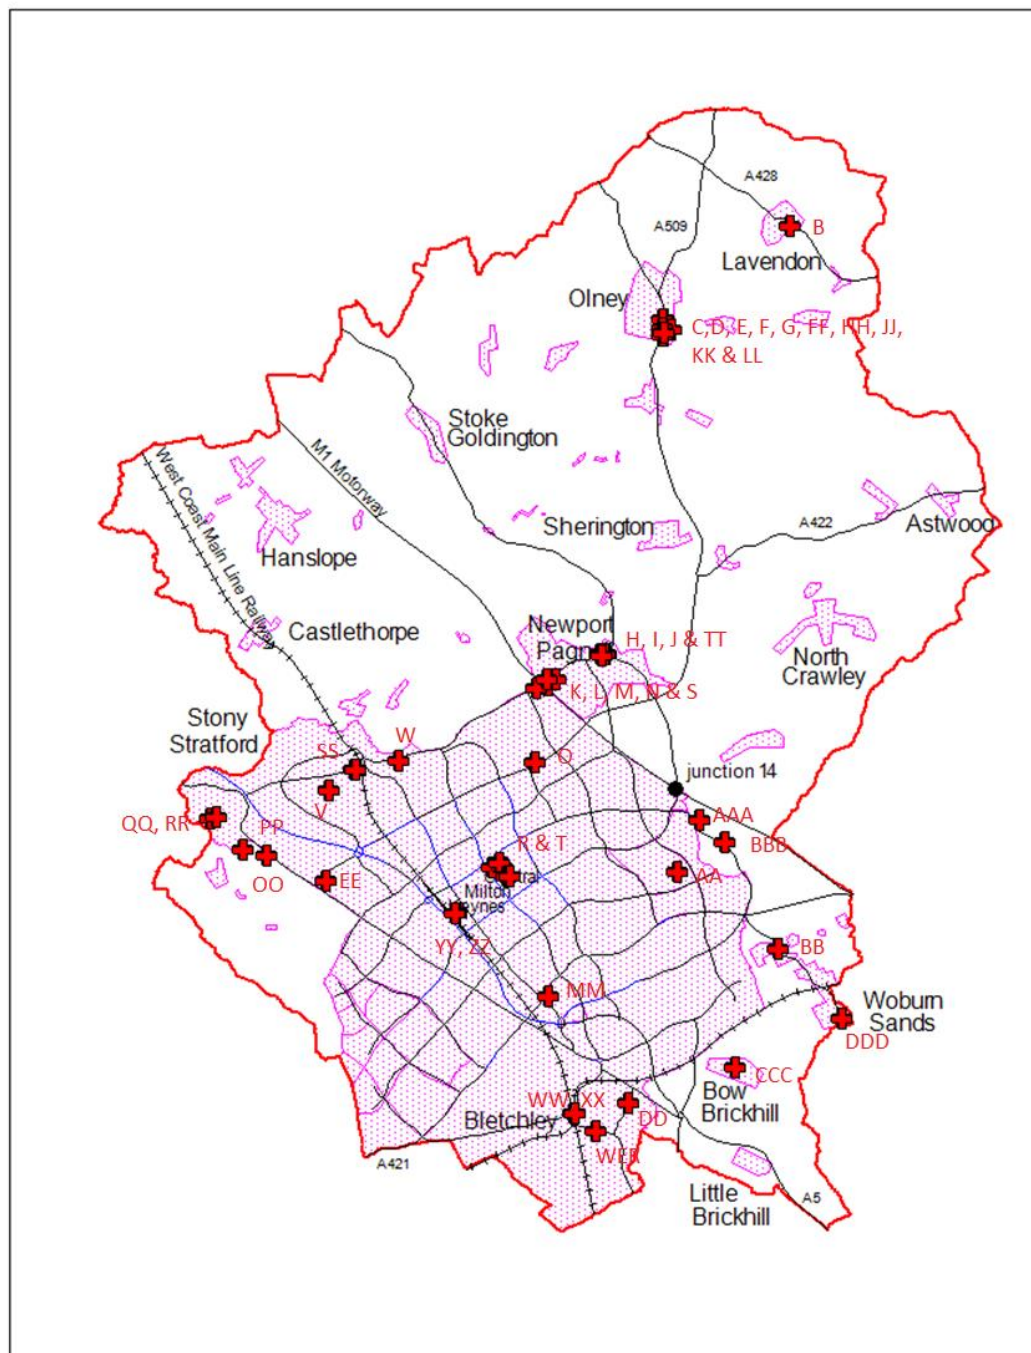 A428
B
A509
Lavendon
Olney
C,D, E, F, G, FF, HH, JJ,
KK & LL
Stoke
Goldington
M1 Motorway
West Coast Main Line Railway
Sherington
A422
Astwood
Hanslope
Castlethorpe
Newport
Pagn
H, I, J & TT
North
Crawley
K, L, M, N & S
Stony
Stratford
W
SS
O
junction 14
V
AAA
QQ, RR
PP
R & T
BBB
OO
EE
AA
Central
Milton
Keynes
YY, ZZ
BB
MM
Woburn
Sands
DDD
CCC
Bow
Brickhill
WW, XX
Bletchley
DD
WER
A421
Little
Brickhill
A5